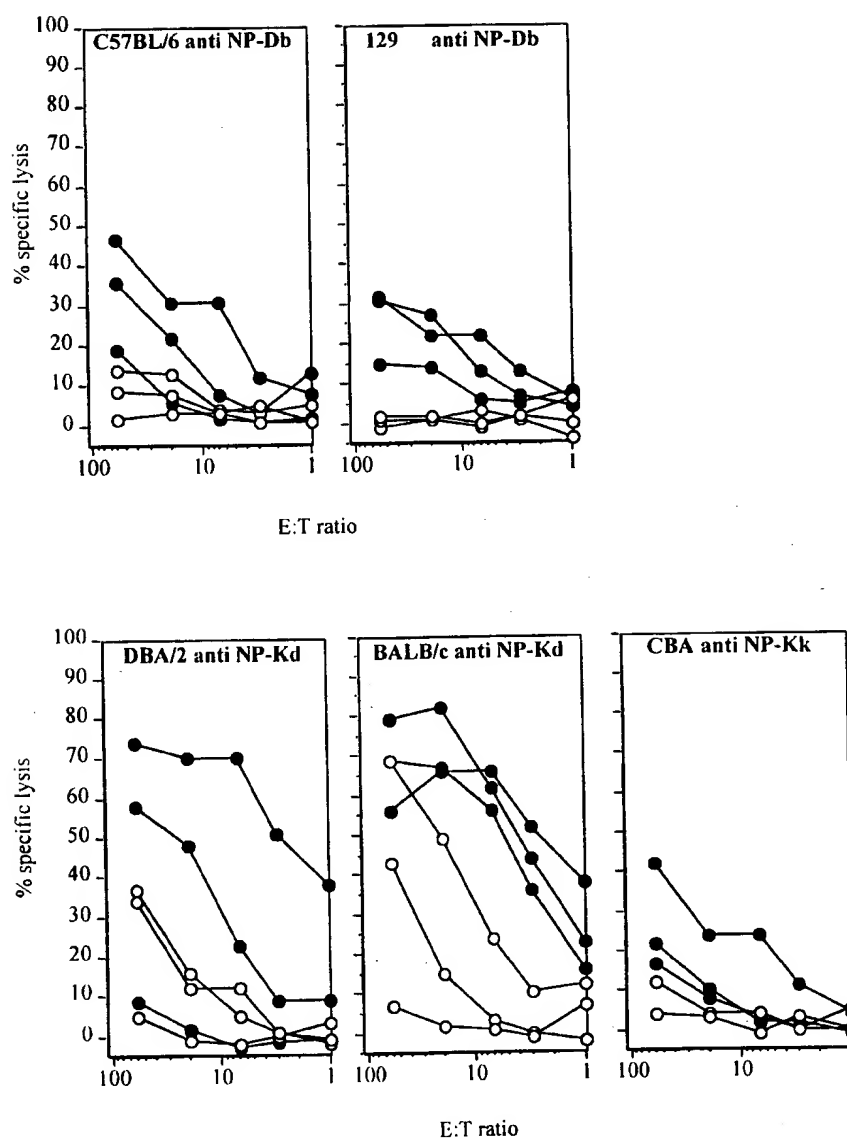 C57BL/6 anti NP-Db
129 anti NP-Db
% specific lysis
100
90
80
70
60
50
40
30
20
10
0
100 10 1
100 10 1
E:T ratio
DBA/2 anti NP-Kd
BALB/c anti NP-Kd
CBA anti NP-Kk
% specific lysis
100
90
80
70
60
50
40
30
20
10
0
100 10 1
100 10 1
100 10
E:T ratio